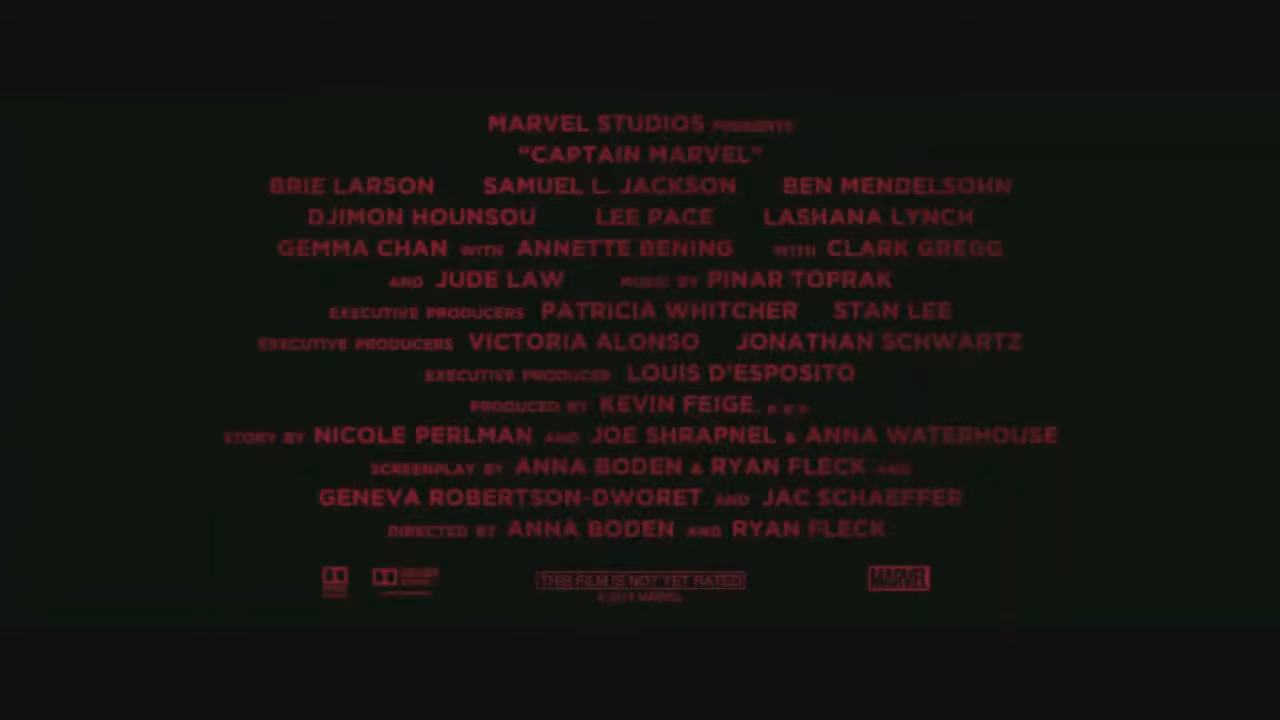 MARVEL STUDIOS PRESENTS
"CAPTAIN MARVEL"
BRIE LARSON SAMUEL L. JACKSON BEN MENDELSOHN
DJIMON HOUNSOU LEE PACE LASHANA LYNCH
GEMMA CHAN WITH ANNETTE BENING WITH CLARK GREGG
AND JUDE LAW MUSIC BY PINAR TOPRAK
EXECUTIVE PRODUCERS PATRICIA WHITCHER STAN LEE
EXECUTIVE PRODUCERS VICTORIA ALONSO JONATHAN SCHWARTZ
EXECUTIVE PRODUCER LOUIS D'ESPOSITO
PRODUCED BY KEVIN FEIGE, P.G.A.
STORY BY NICOLE PERLMAN AND JOE SHRAPNEL & ANNA WATERHOUSE
SCREENPLAY BY ANNA BODEN & RYAN FLECK AND
GENEVA ROBERTSON-DWORET AND JAC SCHAEFFER
DIRECTED BY ANNA BODEN AND RYAN FLECK
THIS FILM IS NOT YET RATED MARVEL
MARVEL